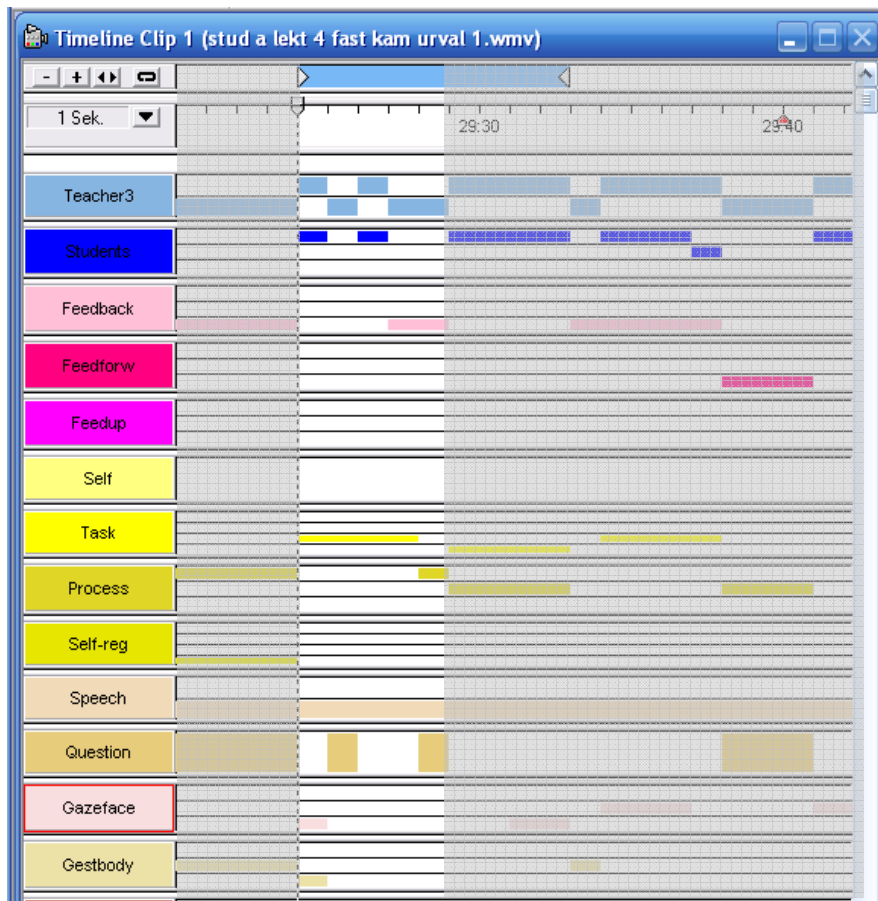 Timeline Clip 1 (stud a lekt 4 fast kam urval 1.wmv)
1 Sek.
29:30
29:40
Teacher3
Students
Feedback
Feedforw
Feedup
Self
Task
Process
Self-reg
Speech
Question
Gazeface
Gestbody